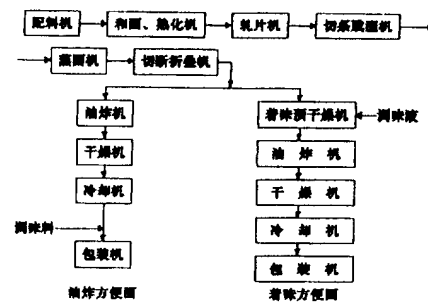 配料机 和面、熟化机 轧片机 切条成型机
蒸面机 切断折叠机
油炸机 着味预干燥机 调味液
干燥机 油炸机
冷却机 干燥机
调味料 冷却机
包装机 包装机
油炸方便面 着味方便面